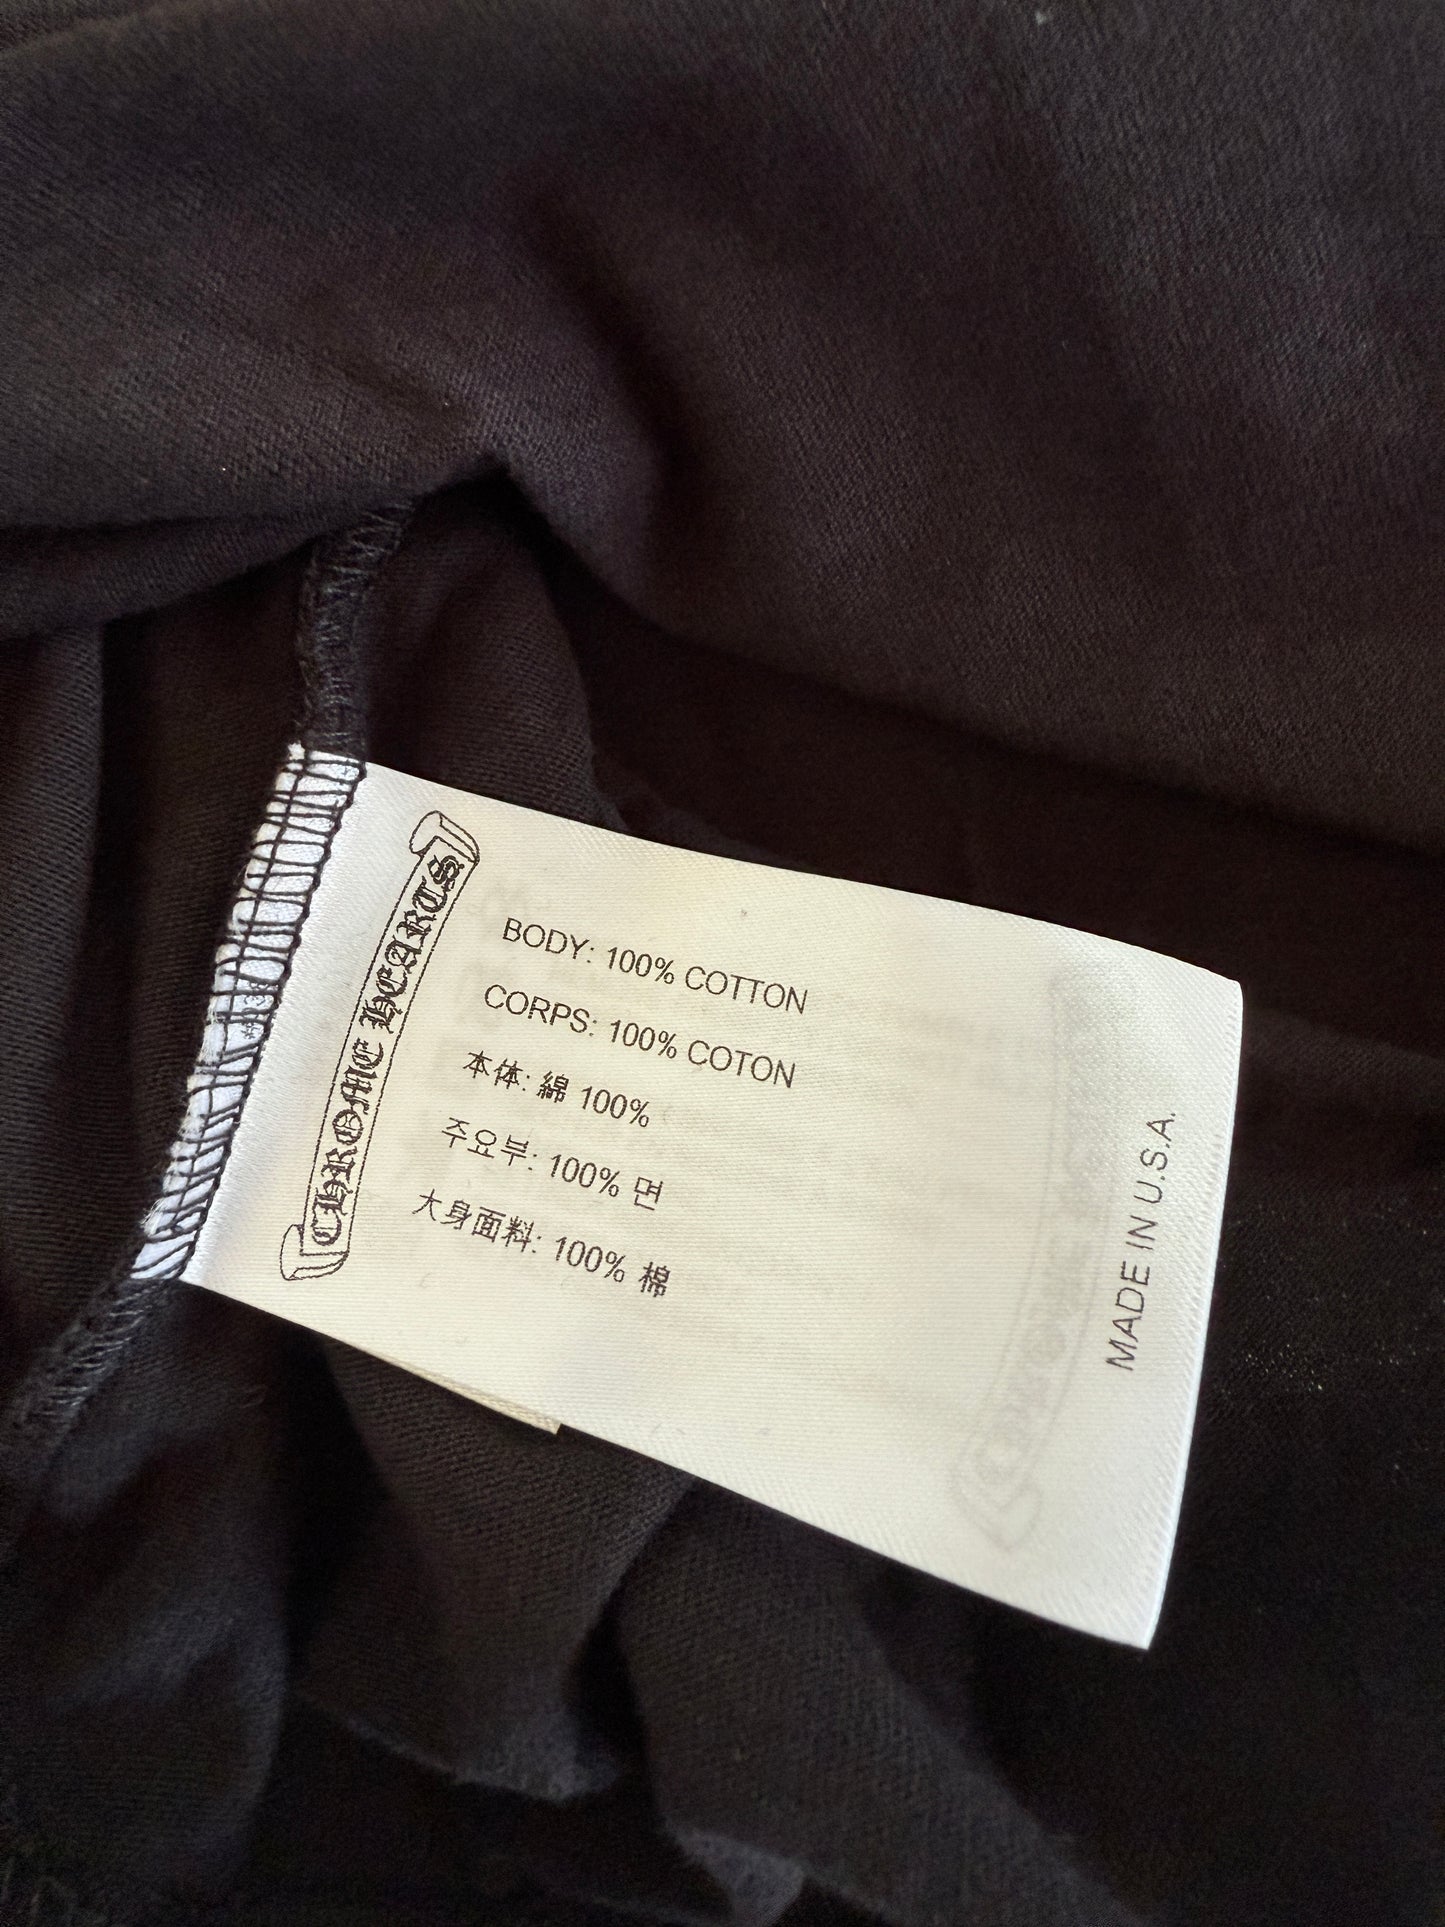 CHROME HEARTS
BODY: 100% COTTON
CORPS: 100% COTON
本体: 綿 100%
주요부: 100% 면
大身面料: 100% 棉
MADE IN U.S.A.